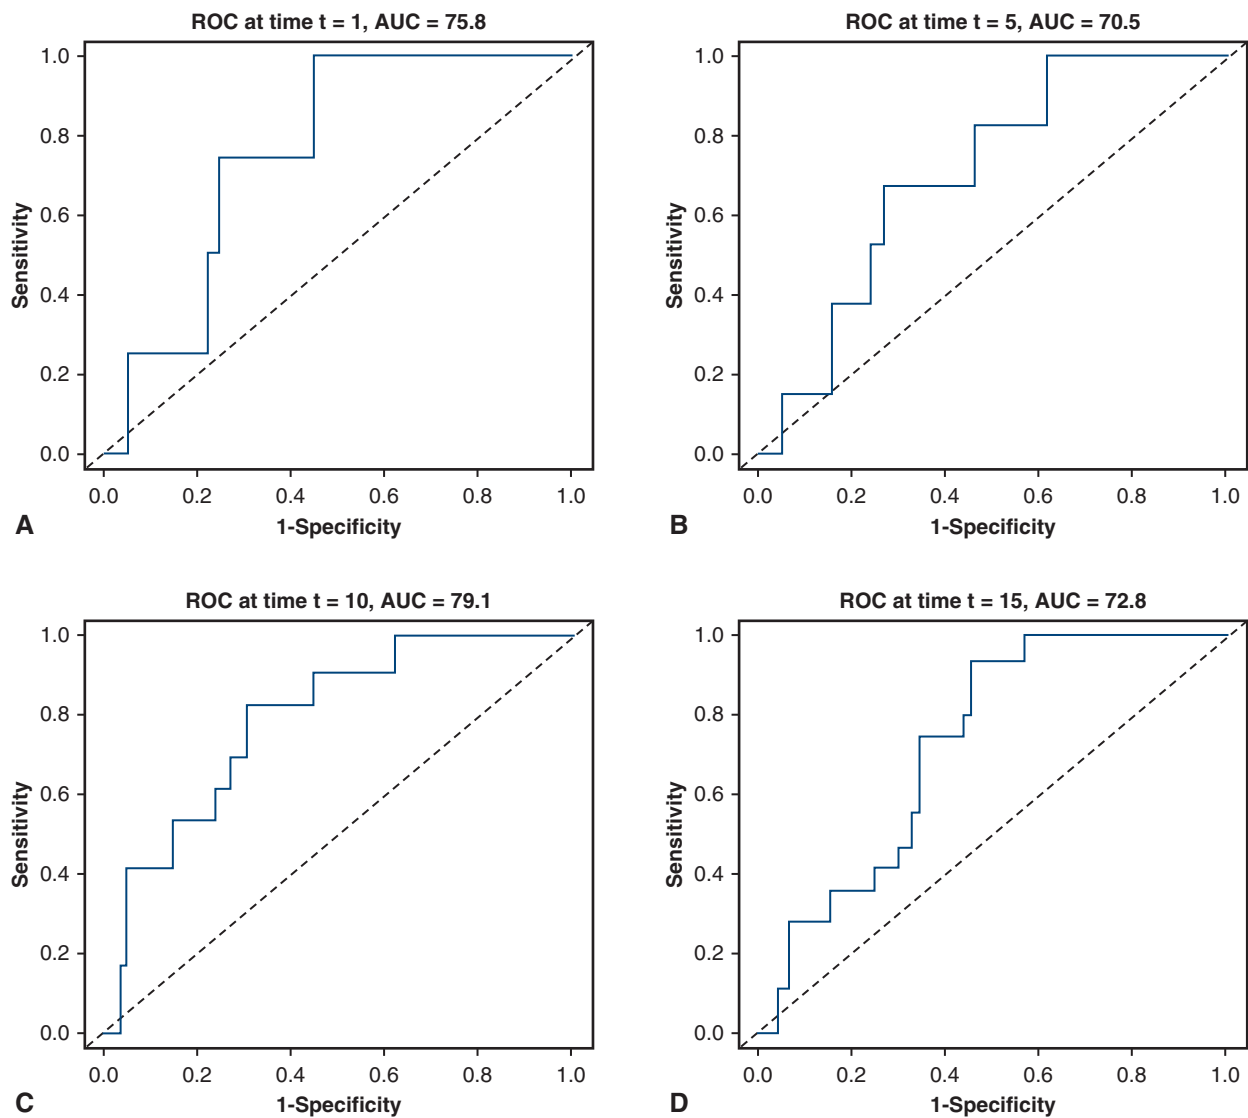 ROC at time t = 1, AUC = 75.8
1.0
0.8
0.6
0.4
0.2
0.0
Sensitivity
0.0 0.2 0.4 0.6 0.8 1.0
1-Specificity
A
ROC at time t = 5, AUC = 70.5
1.0
0.8
0.6
0.4
0.2
0.0
Sensitivity
0.0 0.2 0.4 0.6 0.8 1.0
1-Specificity
B
ROC at time t = 10, AUC = 79.1
1.0
0.8
0.6
0.4
0.2
0.0
Sensitivity
0.0 0.2 0.4 0.6 0.8 1.0
1-Specificity
C
ROC at time t = 15, AUC = 72.8
1.0
0.8
0.6
0.4
0.2
0.0
Sensitivity
0.0 0.2 0.4 0.6 0.8 1.0
1-Specificity
D